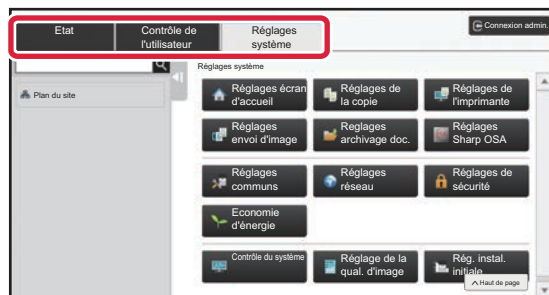 Etat
Contrôle de
l'utilisateur
Réglages
système
Connexion admin.
Plan du site
Réglages système
Réglages écran
d'accueil
Réglages de
la copie
Réglages de
l'imprimante
Réglages
envoi d'image
Reglages
archivage doc.
Réglages
Sharp OSA
Réglages
communs
Réglages
réseau
Réglages de
sécurité
Economie
d'énergie
Contrôle du système
Réglage de la
qual. d'image
Rég. instal.
initiale
Haut de page